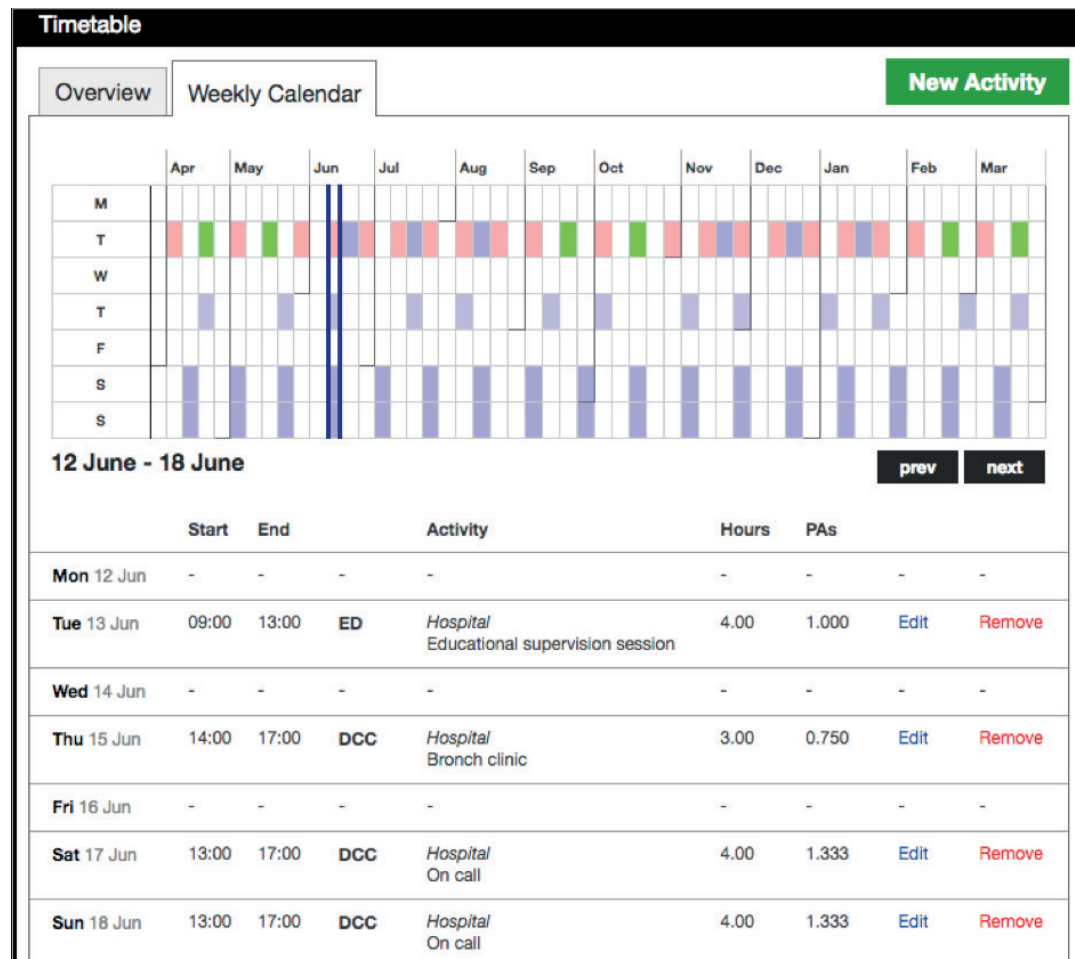 Timetable
Overview Weekly Calendar New Activity
Apr May Jun Jul Aug Sep Oct Nov Dec Jan Feb Mar
M
T
W
T
F
S
S
12 June - 18 June prev next
Start End Activity Hours PAs
Mon 12 Jun - - - - - - - -
Tue 13 Jun 09:00 13:00 ED Hospital 4.00 1.000 Edit Remove
Educational supervision session
Wed 14 Jun - - - - - - - -
Thu 15 Jun 14:00 17:00 DCC Hospital 3.00 0.750 Edit Remove
Bronch clinic
Fri 16 Jun - - - - - - - -
Sat 17 Jun 13:00 17:00 DCC Hospital 4.00 1.333 Edit Remove
On call
Sun 18 Jun 13:00 17:00 DCC Hospital 4.00 1.333 Edit Remove
On call